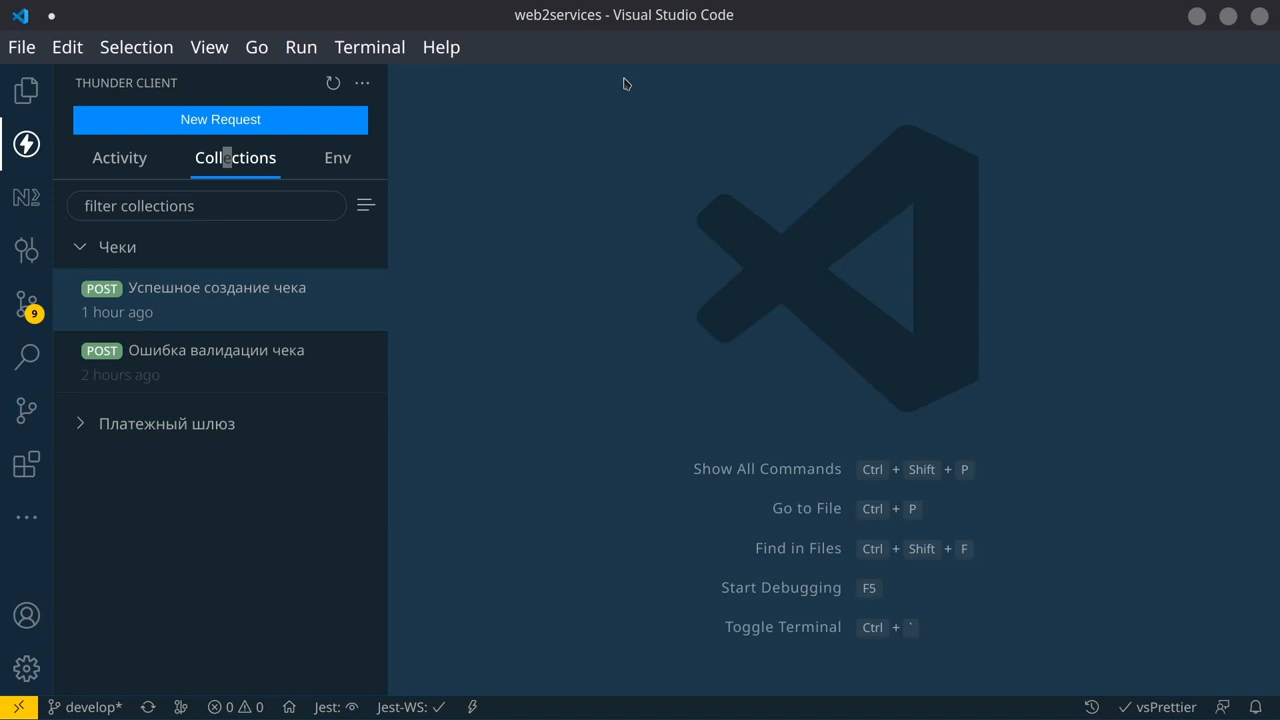 web2services - Visual Studio Code
File Edit Selection View Go Run Terminal Help
THUNDER CLIENT
New Request
Activity Collections Env
filter collections
Чеки
POST Успешное создание чека
1 hour ago
POST Ошибка валидации чека
2 hours ago
Платежный шлюз
9
Show All Commands Ctrl + Shift + P
Go to File Ctrl + P
Find in Files Ctrl + Shift + F
Start Debugging F5
Toggle Terminal Ctrl + `
develop* 0 0 Jest: Jest-WS: vsPrettier